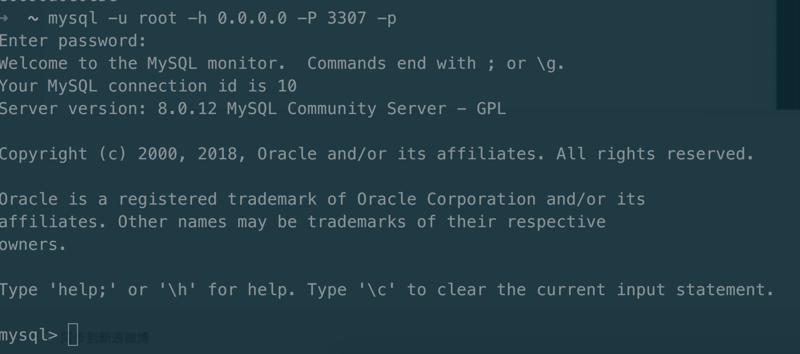 → ~ mysql -u root -h 0.0.0.0 -P 3307 -p
Enter password:
Welcome to the MySQL monitor.  Commands end with ; or \g.
Your MySQL connection id is 10
Server version: 8.0.12 MySQL Community Server - GPL
Copyright (c) 2000, 2018, Oracle and/or its affiliates. All rights reserved.
Oracle is a registered trademark of Oracle Corporation and/or its
affiliates. Other names may be trademarks of their respective
owners.
Type 'help;' or '\h' for help. Type '\c' to clear the current input statement.
mysql>